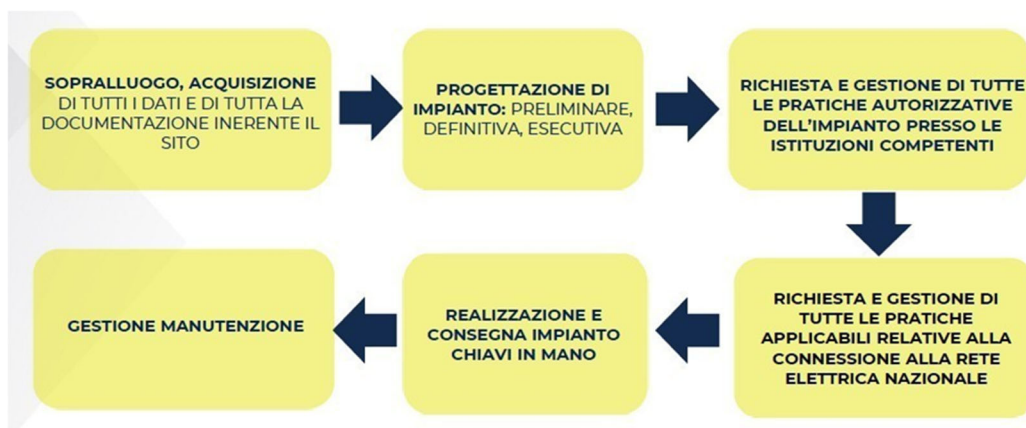 SOPRALLUOGO, ACQUISIZIONE
DI TUTTI I DATI E DI TUTTA LA
DOCUMENTAZIONE INERENTE IL
SITO
PROGETTAZIONE DI
IMPIANTO: PRELIMINARE,
DEFINITIVA, ESECUTIVA
RICHIESTA E GESTIONE DI TUTTE
LE PRATICHE AUTORIZZATIVE
DELL'IMPIANTO PRESSO LE
ISTITUZIONI COMPETENTI
RICHIESTA E GESTIONE DI
TUTTE LE PRATICHE
APPLICABILI RELATIVE ALLA
CONNESSIONE ALLA RETE
ELETTRICA NAZIONALE
REALIZZAZIONE E
CONSEGNA IMPIANTO
CHIAVI IN MANO
GESTIONE MANUTENZIONE